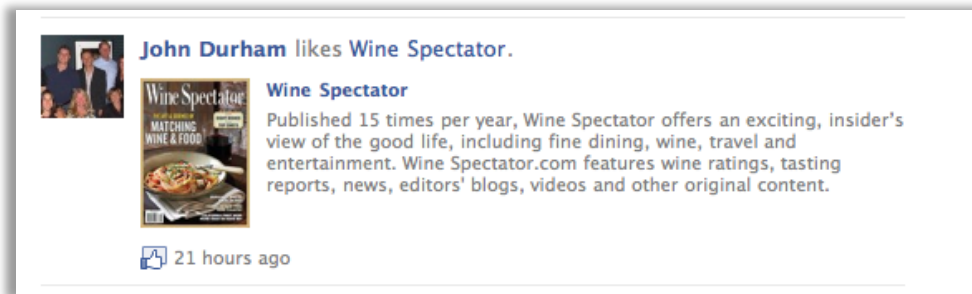 John Durham likes Wine Spectator.
Wine Spectator
MATCHING
WINE & FOOD
Wine Spectator
Published 15 times per year, Wine Spectator offers an exciting, insider's
view of the good life, including fine dining, wine, travel and
entertainment. Wine Spectator.com features wine ratings, tasting
reports, news, editors' blogs, videos and other original content.
21 hours ago